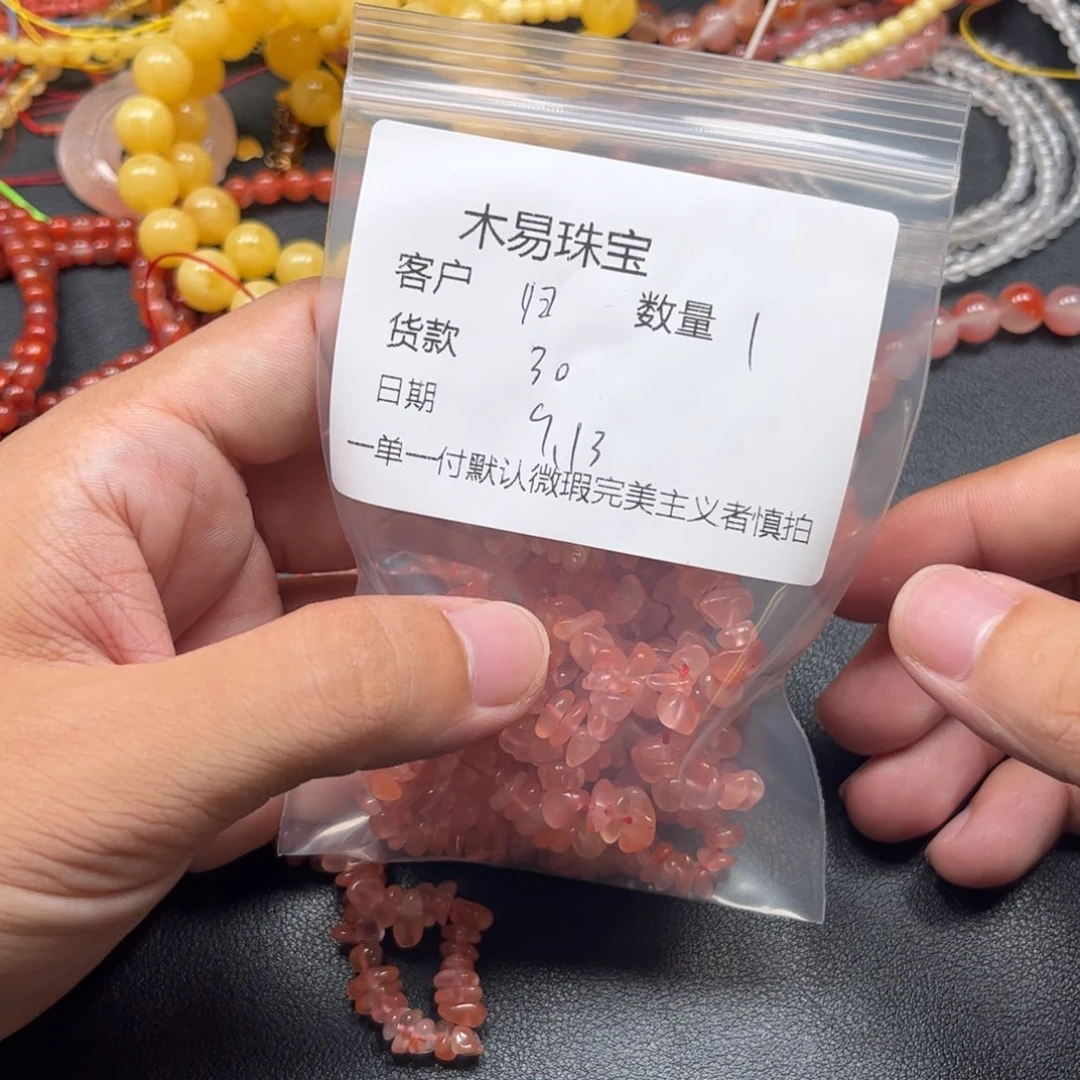 木易珠宝
客户 归 数量 1
货款 30
日期 9.13
一单一付默认微瑕完美主义者慎拍